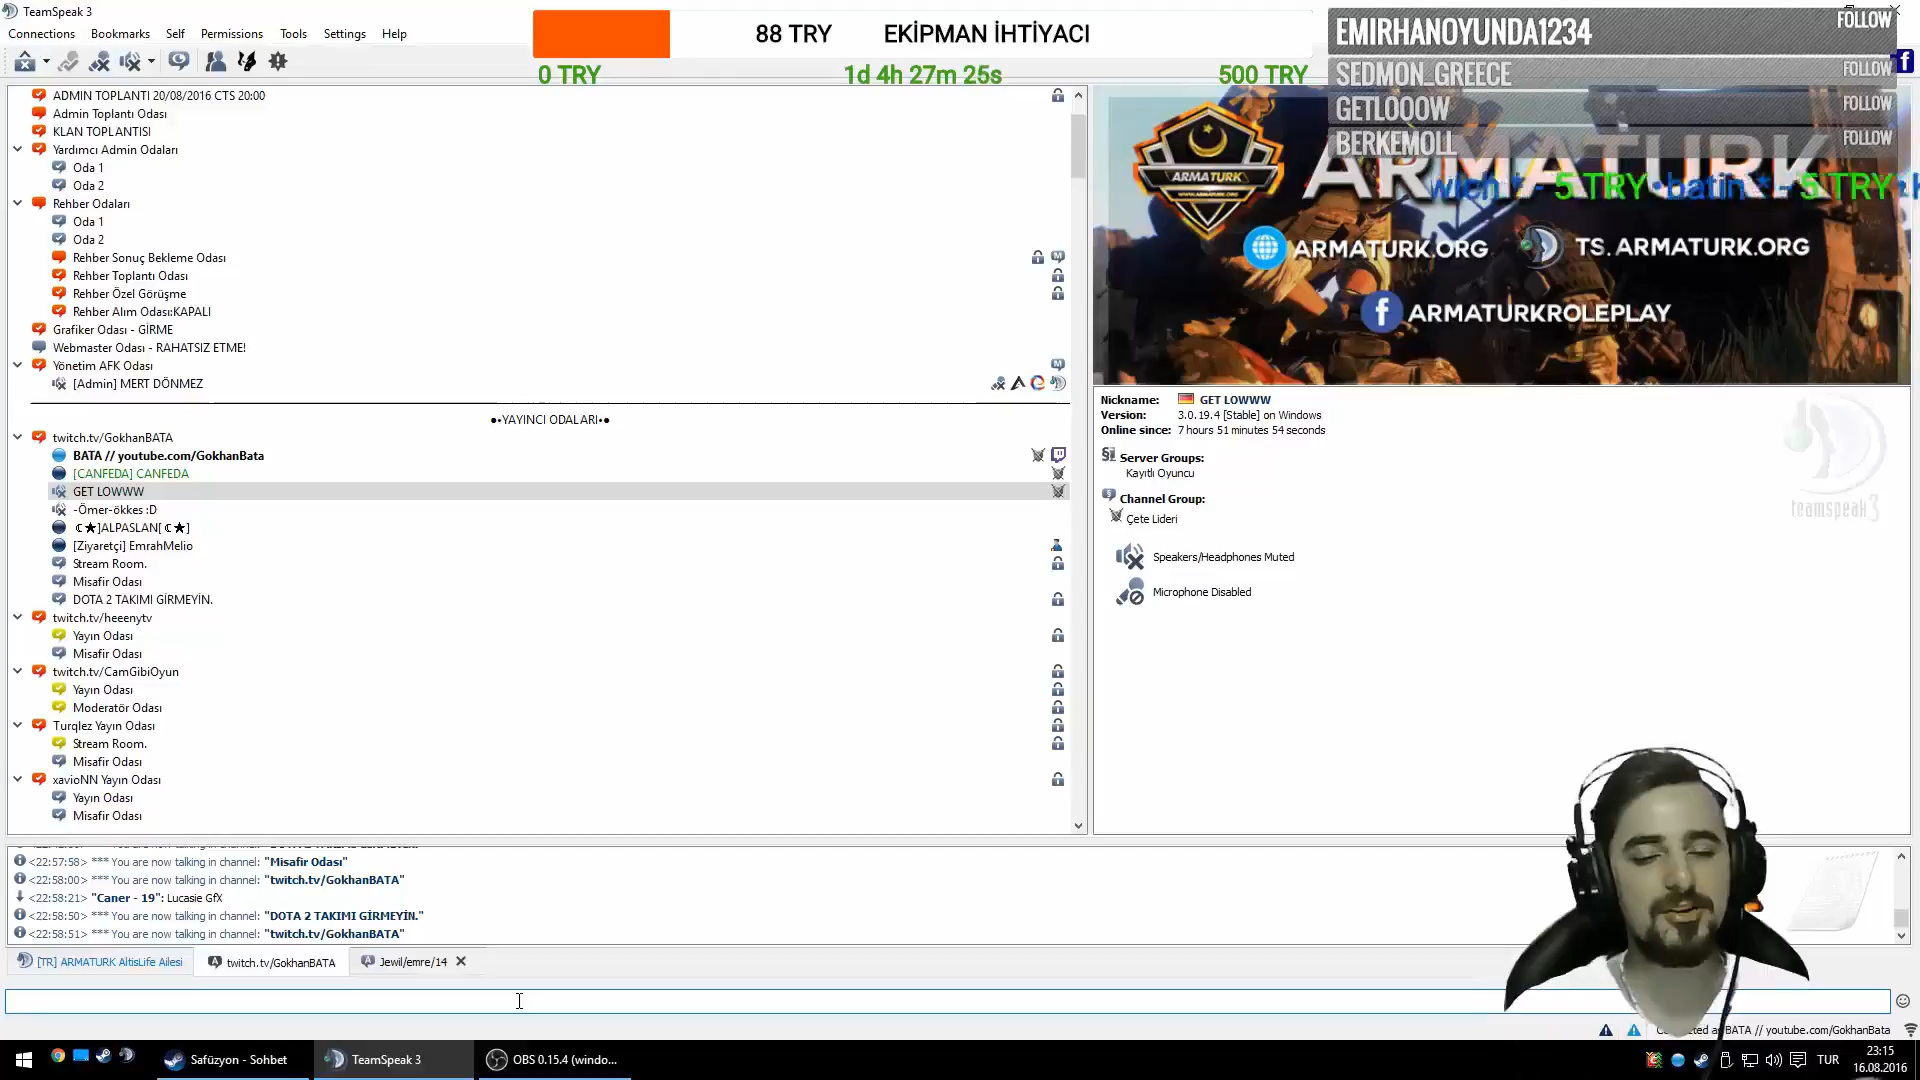 TeamSpeak 3
Connections Bookmarks Self Permissions Tools Settings Help
88 TRY EKİPMAN İHTİYACI
0 TRY 1d 4h 27m 25s 500 TRY
EMIRHANOYUNDA1234 FOLLOW
SEDMON_GREECE FOLLOW
GETLOOOW FOLLOW
BERKEMOLL FOLLOW
ADMIN TOPLANTI 20/08/2016 CTS 20:00
Admin Toplantı Odası
KLAN TOPLANTISI
Yardımcı Admin Odaları
Oda 1
Oda 2
Rehber Odaları
Oda 1
Oda 2
Rehber Sonuç Bekleme Odası
Rehber Toplantı Odası
Rehber Özel Görüşme
Rehber Alım Odası:KAPALI
Grafiker Odası - GİRME
Webmaster Odası - RAHATSIZ ETME!
Yönetim AFK Odası
[Admin] MERT DÖNMEZ
●•YAYINCI ODALARI•●
twitch.tv/GokhanBATA
BATA // youtube.com/GokhanBata
[CANFEDA] CANFEDA
GET LOWWW
-Ömer-ökkes :D
☾★]ALPASLAN[☾★]
[Ziyaretçi] EmrahMelio
Stream Room.
Misafir Odası
DOTA 2 TAKIMI GİRMEYİN.
twitch.tv/heeenytv
Yayın Odası
Misafir Odası
twitch.tv/CamGibiOyun
Yayın Odası
Moderatör Odası
Turqlez Yayın Odası
Stream Room.
Misafir Odası
xavioNN Yayın Odası
Yayın Odası
Misafir Odası
ARMATURK
ARMATURK
WWW.ARMATURK.ORG
5 TRY •batin * - 5 TRY
ARMATURK.ORG TS.ARMATURK.ORG
ARMATURKROLEPLAY
Nickname: GET LOWWW
Version: 3.0.19.4 [Stable] on Windows
Online since: 7 hours 51 minutes 54 seconds
Server Groups:
Kayıtlı Oyuncu
Channel Group:
Çete Lideri
Speakers/Headphones Muted
Microphone Disabled
teamspeak3
<22:57:58> *** You are now talking in channel: "Misafir Odası"
<22:58:00> *** You are now talking in channel: "twitch.tv/GokhanBATA"
<22:58:21> "Caner - 19": Lucasie GfX
<22:58:50> *** You are now talking in channel: "DOTA 2 TAKIMI GİRMEYİN."
<22:58:51> *** You are now talking in channel: "twitch.tv/GokhanBATA"
[TR] ARMATURK AltisLife Ailesi twitch.tv/GokhanBATA Jewil/emre/14
as BATA // youtube.com/GokhanBata
Safüzyon - Sohbet TeamSpeak 3 OBS 0.15.4 (windo...
TUR 23:15
16.08.2016